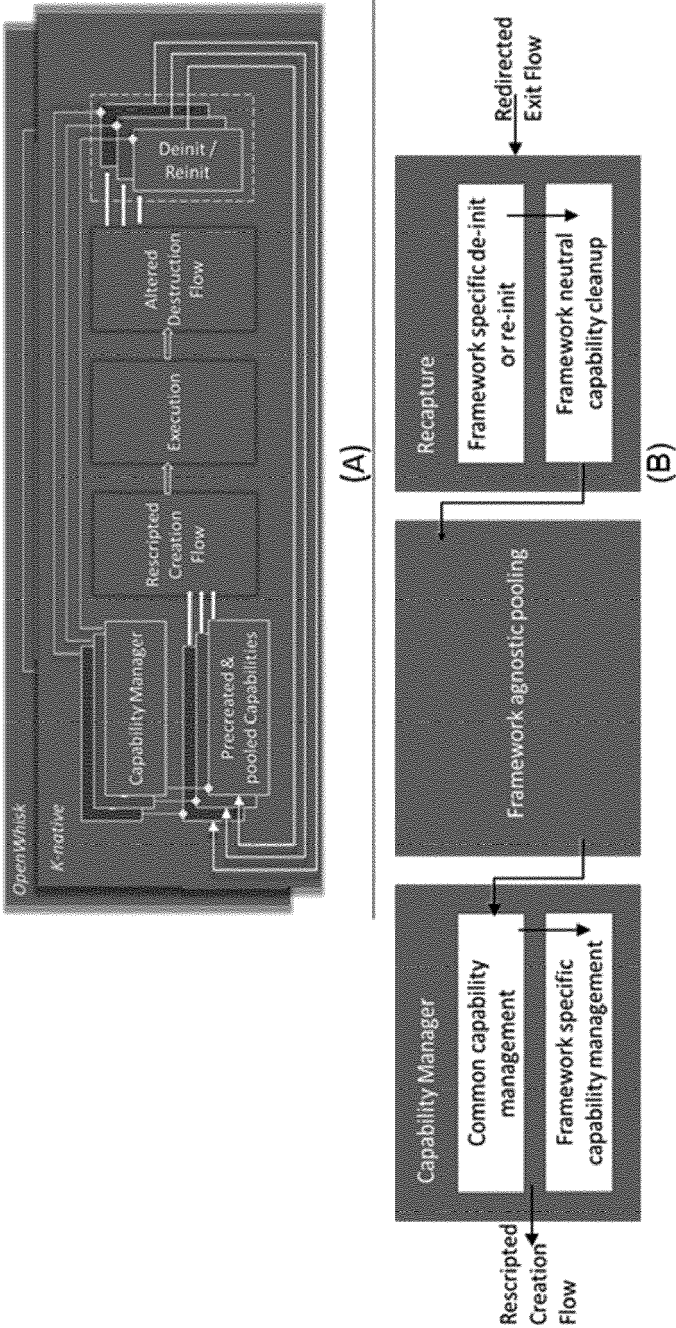 OpenWhisk
K-native
Capability Manager
Precreated &
pooled Capabilities
Rescripted
Creation
Flow
Execution
Altered
Destruction
Flow
Deinit /
Reinit
(A)
Rescripted
Creation
Flow
Capability Manager
Common capability
management
Framework specific
capability management
Framework agnostic pooling
Recapture
Framework specific de-init
or re-init
Framework neutral
capability cleanup
Redirected
Exit Flow
(B)